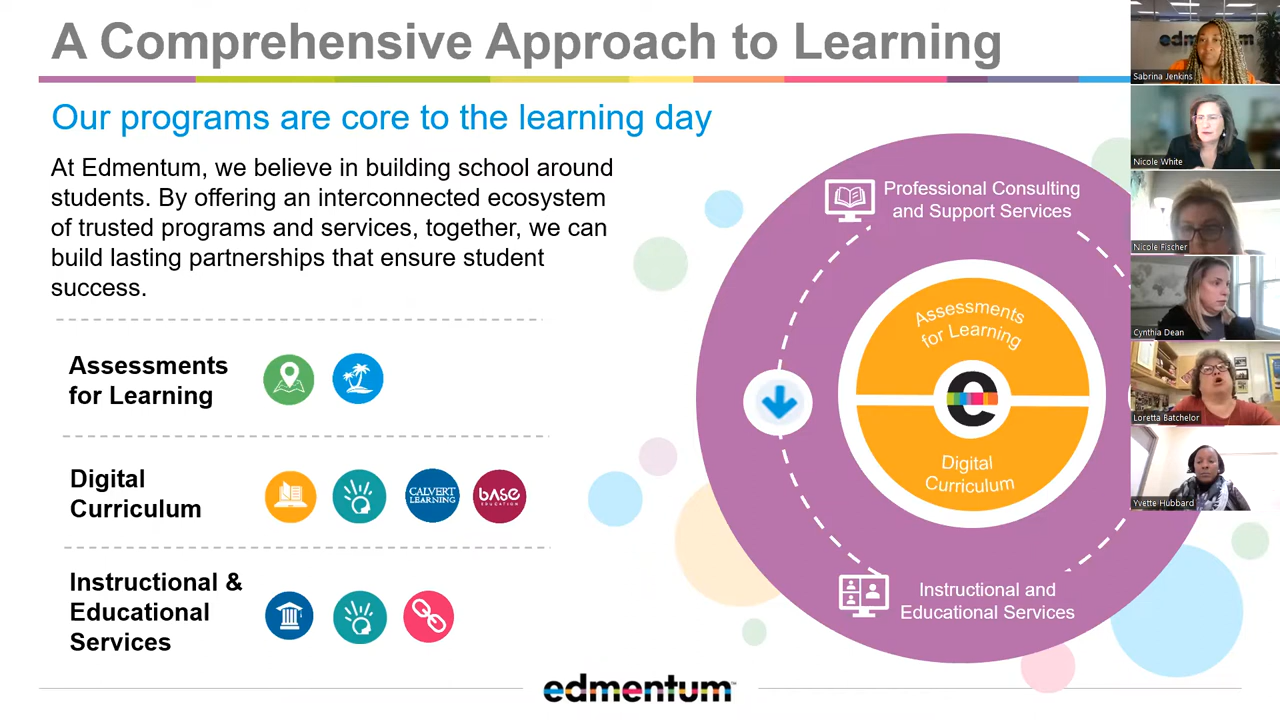 A Comprehensive Approach to Learning
Our programs are core to the learning day
At Edmentum, we believe in building school around
students. By offering an interconnected ecosystem
of trusted programs and services, together, we can
build lasting partnerships that ensure student
success.
Assessments
for Learning
Digital
Curriculum
CALVERT
LEARNING
BASE
EDUCATION
Instructional &
Educational
Services
Professional Consulting
and Support Services
Assessments
for Learning
e
Digital
Curriculum
Instructional and
Educational Services
edmentum™
edmentum
Sabrina Jenkins
Nicole White
Nicole Fischer
Cynthia Dean
Loretta Batchelor
Yvette Hubbard